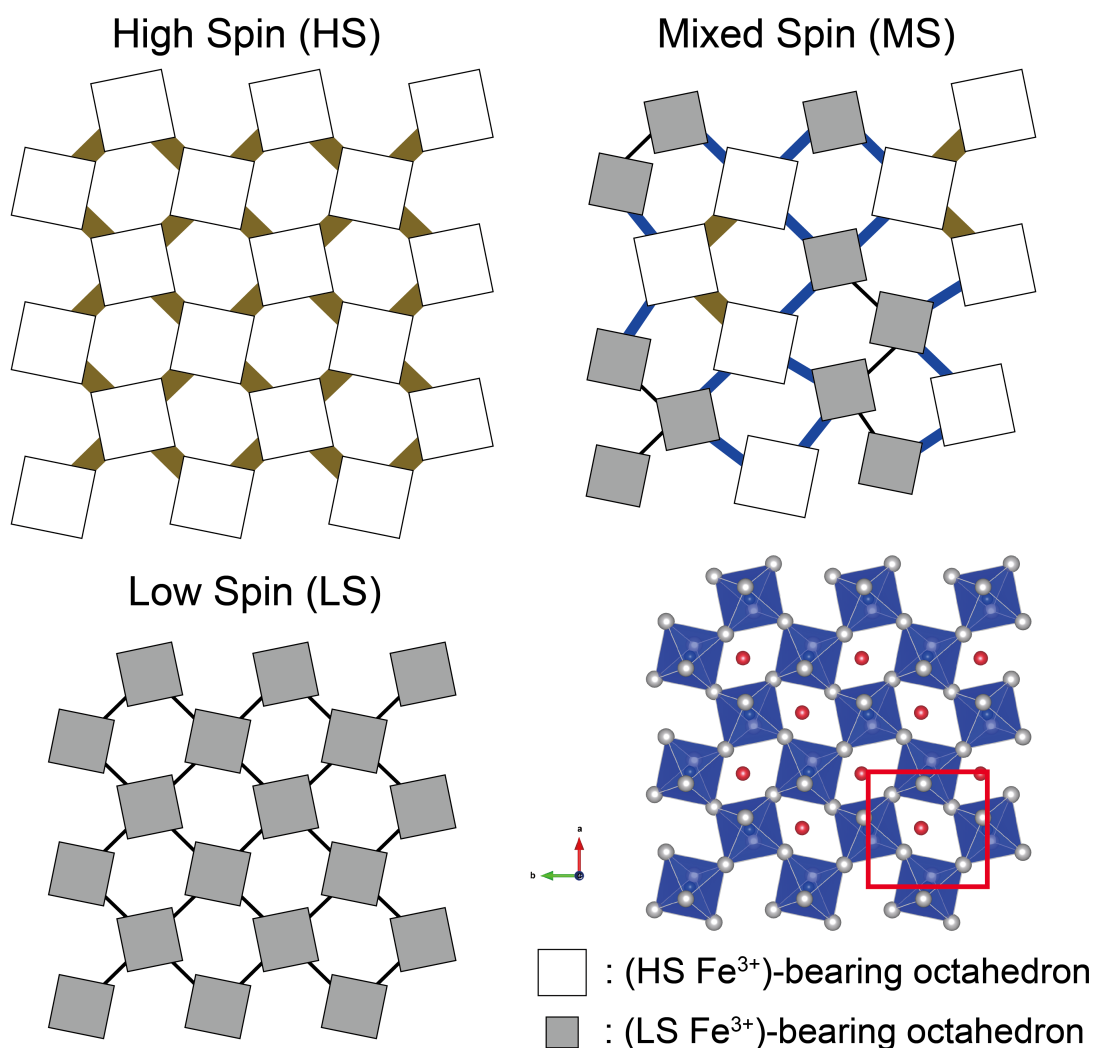 High Spin (HS)
Mixed Spin (MS)
Low Spin (LS)
a
b
: (HS Fe³⁺)-bearing octahedron
: (LS Fe³⁺)-bearing octahedron